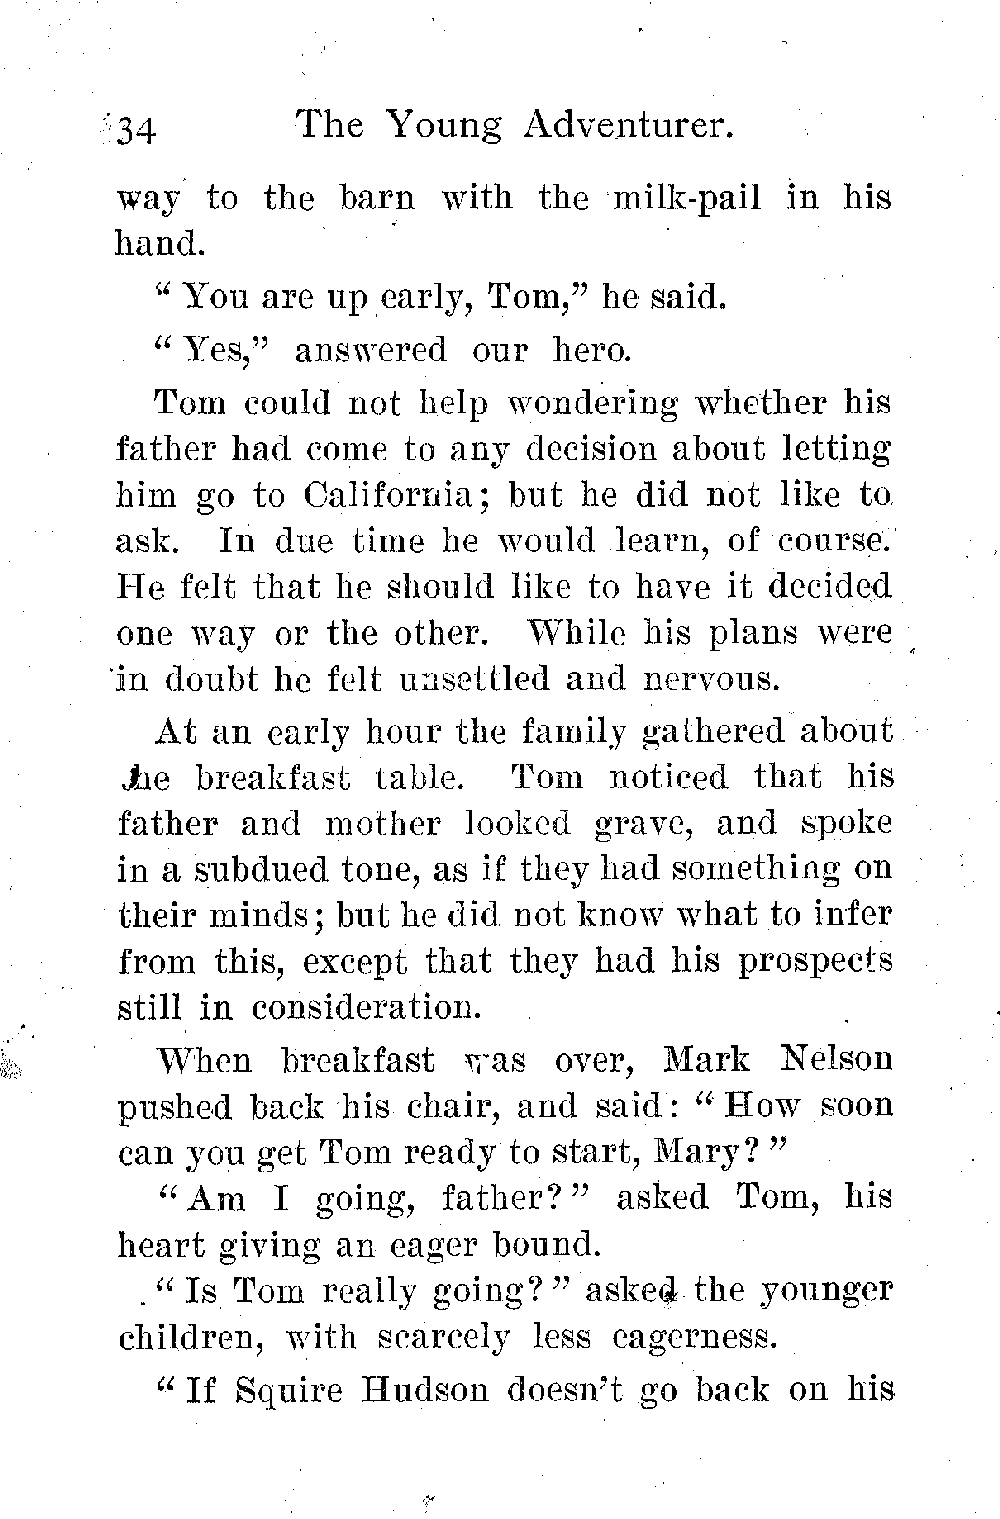 34 The Young Adventurer.
way to the barn with the milk-pail in his
hand.
“ You are up early, Tom,” he said.
“ Yes,” answered our hero.
Tom could not help wondering whether his
father had come to any decision about letting
him go to California; but he did not like to
ask. In due time he would learn, of course.
He felt that he should like to have it decided
one way or the other. While his plans were
in doubt he felt unsettled and nervous.
At an early hour the family gathered about
the breakfast table. Tom noticed that his
father and mother looked grave, and spoke
in a subdued tone, as if they had something on
their minds; but he did not know what to infer
from this, except that they had his prospects
still in consideration.
When breakfast was over, Mark Nelson
pushed back his chair, and said: “ How soon
can you get Tom ready to start, Mary? ”
“ Am I going, father? ” asked Tom, his
heart giving an eager bound.
“ Is Tom really going? ” asked the younger
children, with scarcely less eagerness.
“ If Squire Hudson doesn’t go back on his